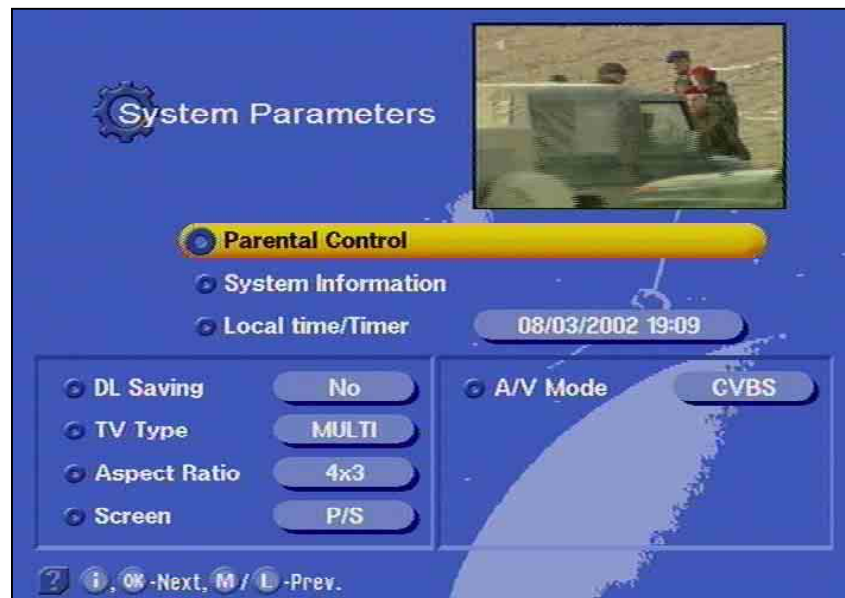 System Parameters
Parental Control
System Information
Local time/Timer 08/03/2002 19:09
DL Saving No
TV Type MULTI
Aspect Ratio 4x3
Screen P/S
A/V Mode CVBS
? i, OK -Next, M / L -Prev.